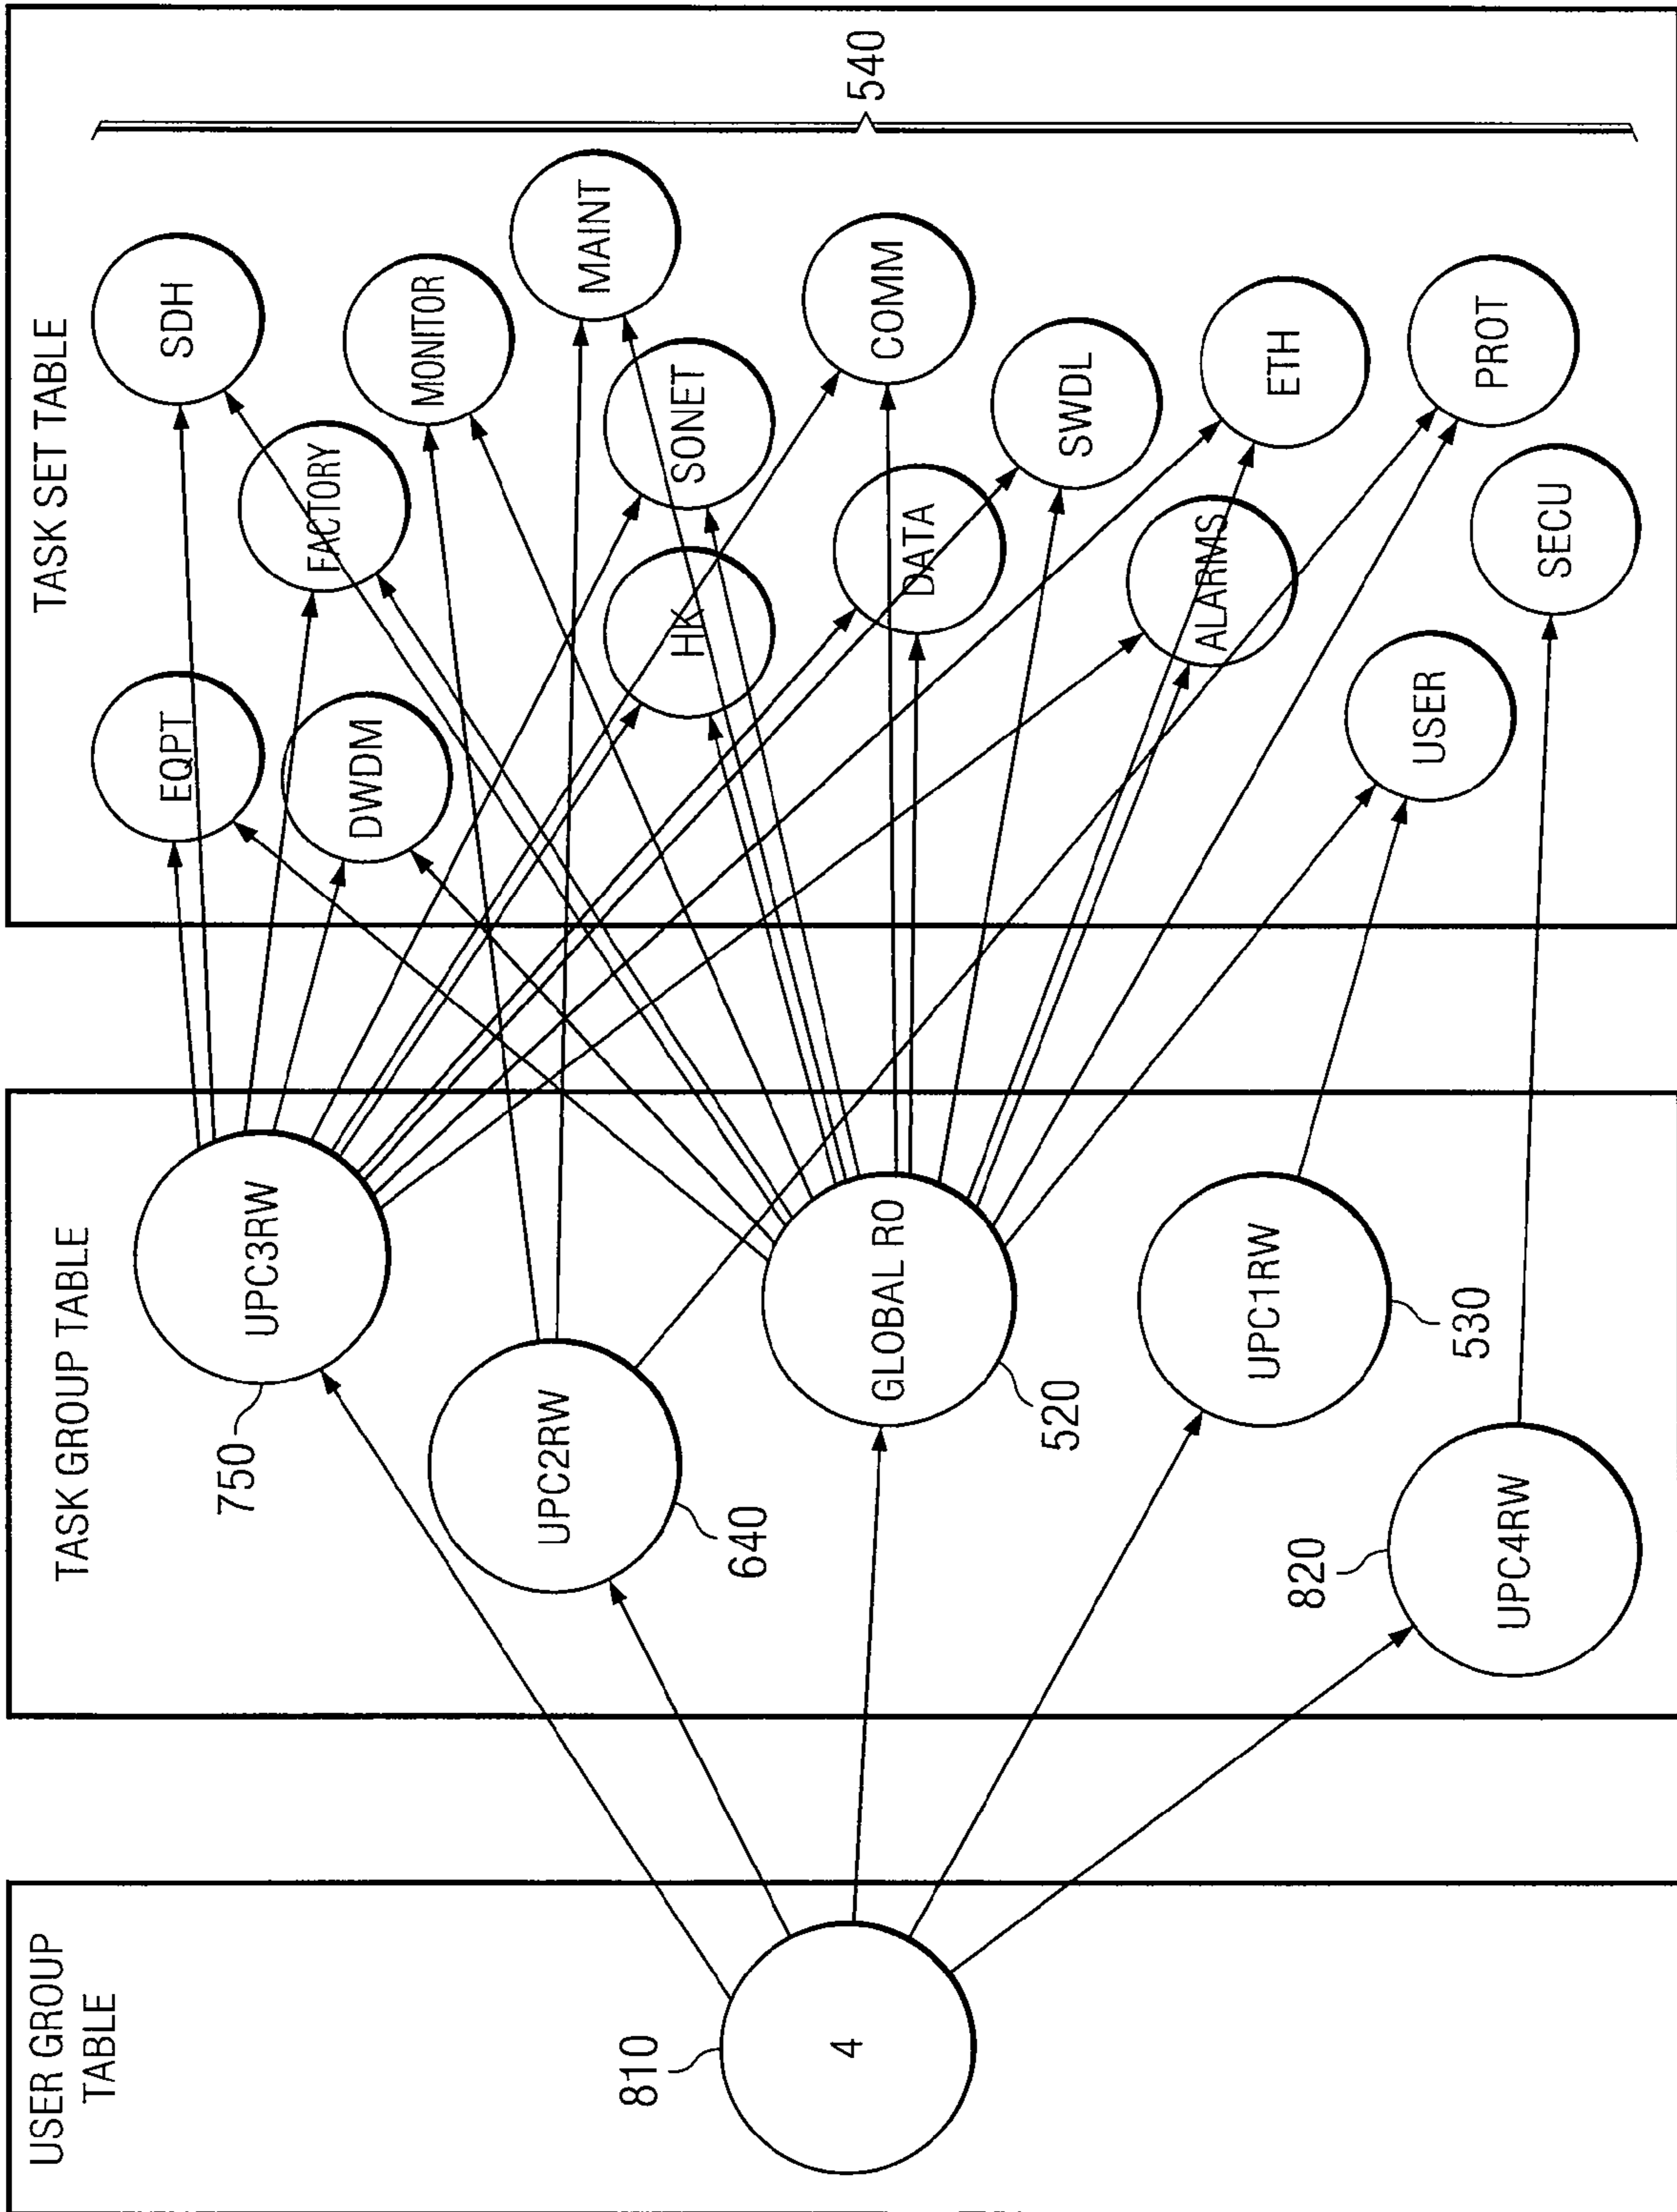 USER GROUP
TABLE
810
4
TASK GROUP TABLE
750
UPC3RW
UPC2RW
640
GLOBAL RO
520
UPC1RW
530
820
UPC4RW
TASK SET TABLE
EQPT
SDH
FACTORY
DWDM
MONITOR
MAINT
SONET
HK
COMM
DATA
SWDL
ALARMS
ETH
USER
PROT
SECU
540